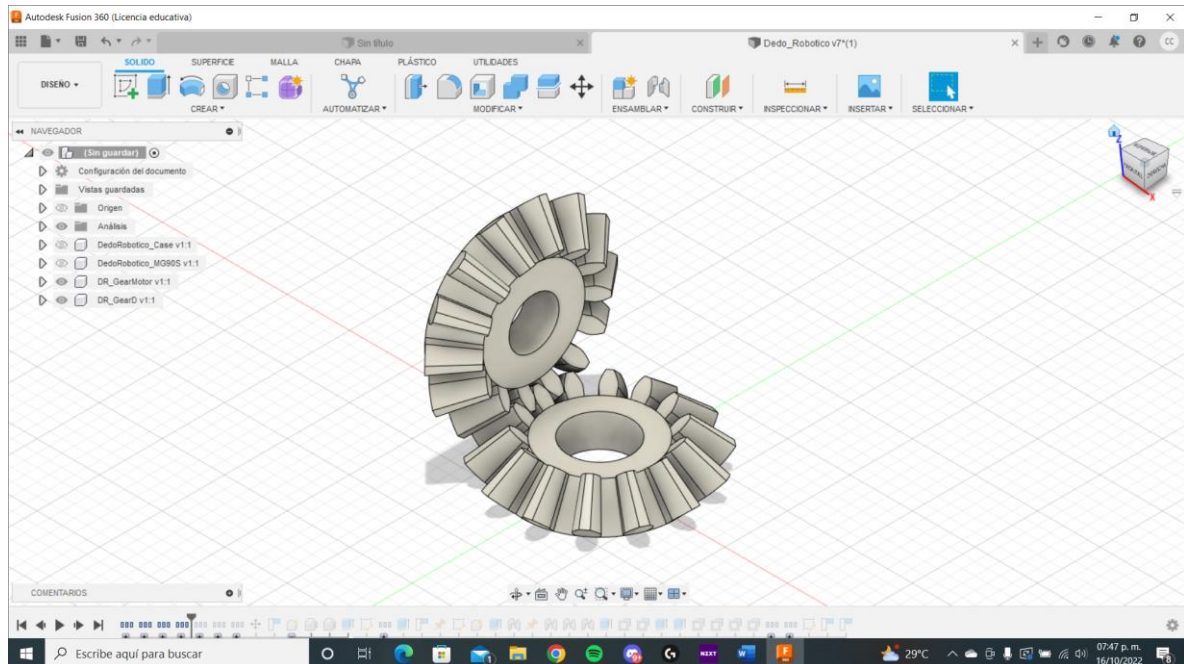 Autodesk Fusion 360 (Licencia educativa)
Sin título
Dedo_Robotico v7*(1)
CC
SOLIDO SUPERFICIE MALLA CHAPA PLÁSTICO UTILIDADES
DISEÑO
CREAR AUTOMATIZAR MODIFICAR ENSAMBLAR CONSTRUIR INSPECCIONAR INSERTAR SELECCIONAR
NAVEGADOR
(Sin guardar)
Configuración del documento
Vistas guardadas
Origen
Análisis
DedoRobotico_Case v1:1
DedoRobotico_MG90S v1:1
DR_GearMotor v1:1
DR_GearD v1:1
Z
X
COMENTARIOS
Escribe aquí para buscar
NEXT
29°C
07:47 p. m.
16/10/2022